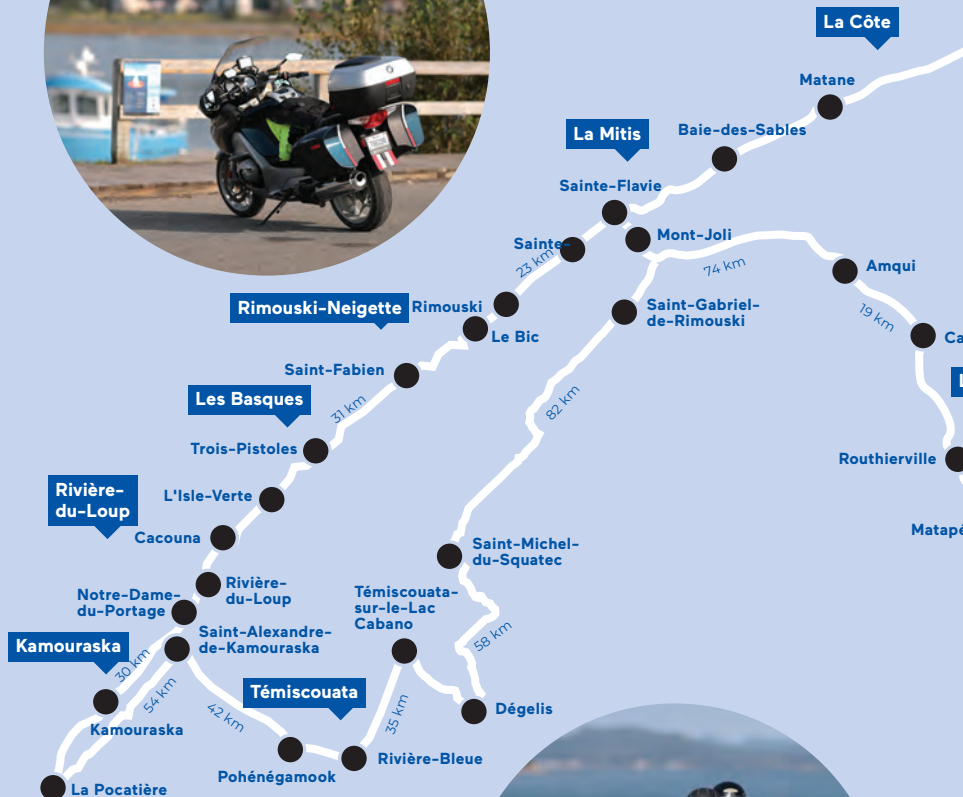 La Côte
Matane
Baie-des-Sables
La Mitis
Sainte-Flavie
Mont-Joli
Sainte-
23 km
74 km
Amqui
19 km
Ca
L
Rimouski-Neigette
Rimouski
Le Bic
Saint-Gabriel-
de-Rimouski
Saint-Fabien
Les Basques
31 km
82 km
Trois-Pistoles
Routhierville
Rivière-
du-Loup
L'Isle-Verte
Matapé
Cacouna
Saint-Michel-
du-Squatec
Notre-Dame-
du-Portage
Rivière-
du-Loup
Témiscouata-
sur-le-Lac
Cabano
Kamouraska
Saint-Alexandre-
de-Kamouraska
58 km
30 km
54 km
Témiscouata
42 km
35 km
Dégelis
Kamouraska
Pohénégamook
Rivière-Bleue
La Pocatière